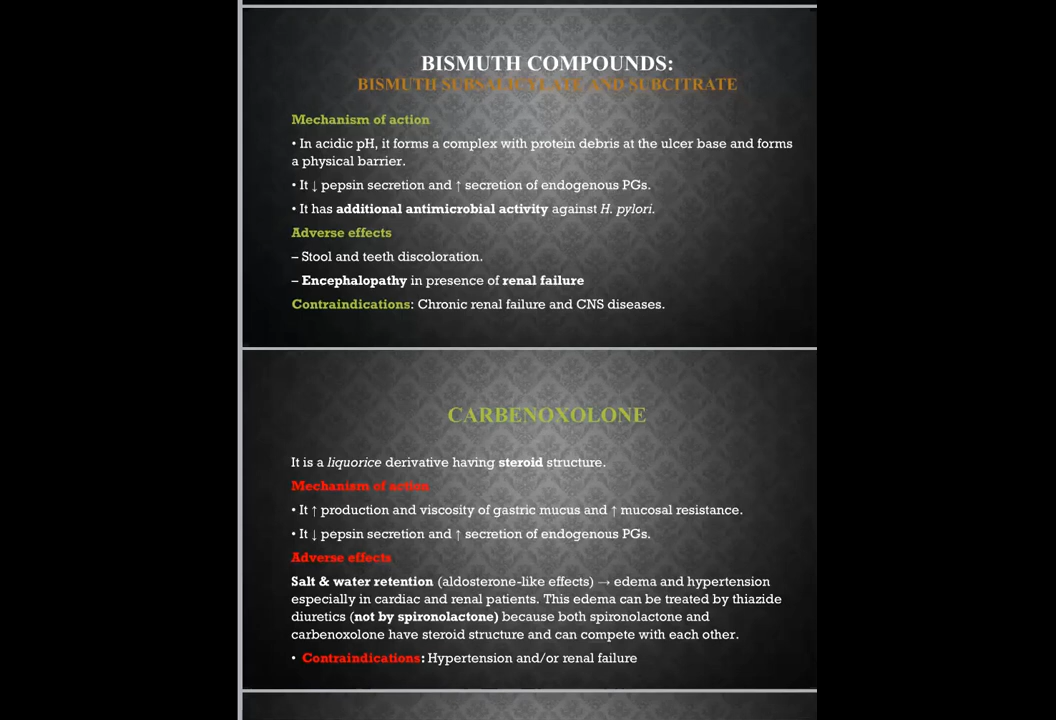 BISMUTH COMPOUNDS:
BISMUTH SUBSALICYLATE AND SUBCITRATE
Mechanism of action
• In acidic pH, it forms a complex with protein debris at the ulcer base and forms
a physical barrier.
• It ↓ pepsin secretion and ↑ secretion of endogenous PGs.
• It has additional antimicrobial activity against H. pylori.
Adverse effects
– Stool and teeth discoloration.
– Encephalopathy in presence of renal failure
Contraindications: Chronic renal failure and CNS diseases.
CARBENOXOLONE
It is a liquorice derivative having steroid structure.
Mechanism of action
• It ↑ production and viscosity of gastric mucus and ↑ mucosal resistance.
• It ↓ pepsin secretion and ↑ secretion of endogenous PGs.
Adverse effects
Salt & water retention (aldosterone-like effects) → edema and hypertension
especially in cardiac and renal patients. This edema can be treated by thiazide
diuretics (not by spironolactone) because both spironolactone and
carbenoxolone have steroid structure and can compete with each other.
• Contraindications: Hypertension and/or renal failure